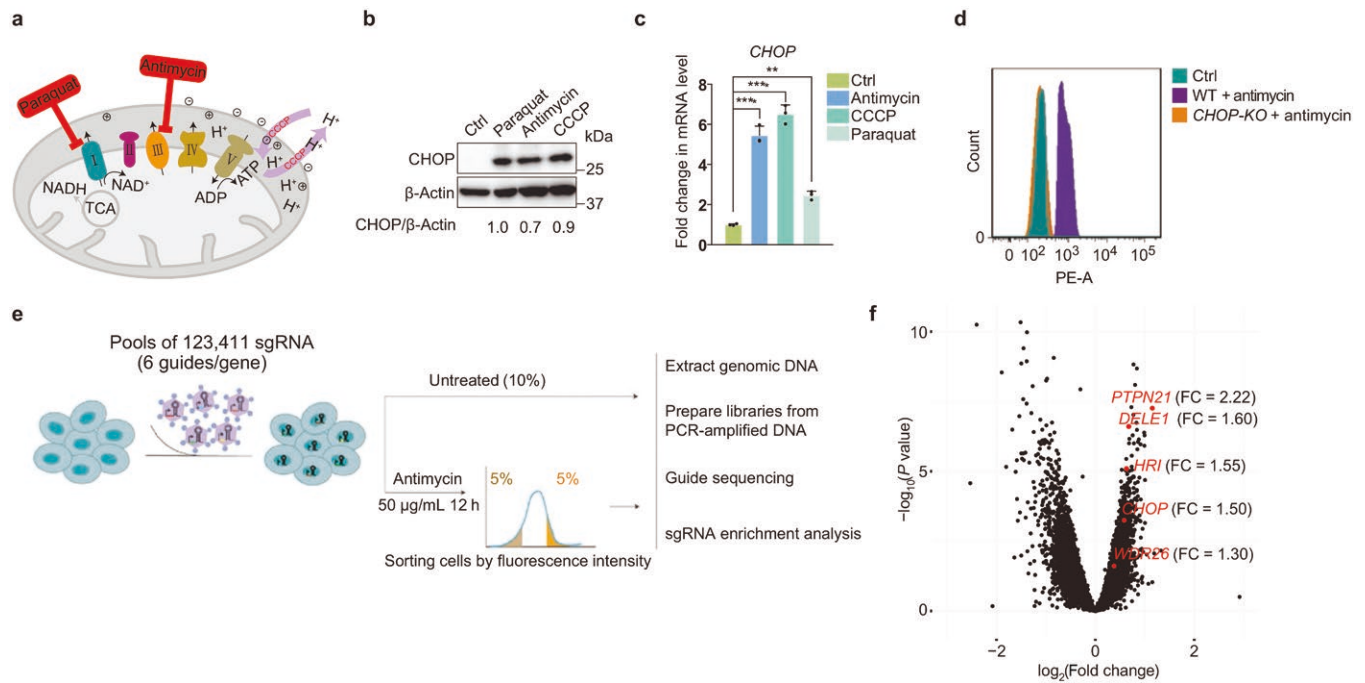 a
Paraquat
Antimycin
I
II
III
IV
V
H⁺
H⁺
H⁺
H⁺
H⁺
H⁺
CCCP
CCCP
ATP
ADP
NADH
NAD⁺
TCA
b
Ctrl
Paraquat
Antimycin
CCCP
kDa
CHOP
25
β-Actin
37
CHOP/β-Actin 1.0 0.7 0.9
c
CHOP
Fold change in mRNA level
8
6
4
2
0
**
****
****
Ctrl
Antimycin
CCCP
Paraquat
d
Count
0
0 10² 10³ 10⁴ 10⁵
PE-A
Ctrl
WT + antimycin
CHOP-KO + antimycin
e
Pools of 123,411 sgRNA
(6 guides/gene)
Untreated (10%)
Antimycin
50 µg/mL 12 h
5% 5%
Sorting cells by fluorescence intensity
Extract genomic DNA
Prepare libraries from
PCR-amplified DNA
Guide sequencing
sgRNA enrichment analysis
f
−log₁₀(P value)
10
5
0
PTPN21 (FC = 2.22)
DELE1 (FC = 1.60)
HRI (FC = 1.55)
CHOP (FC = 1.50)
WDR26 (FC = 1.30)
−2 0 2
log₂(Fold change)